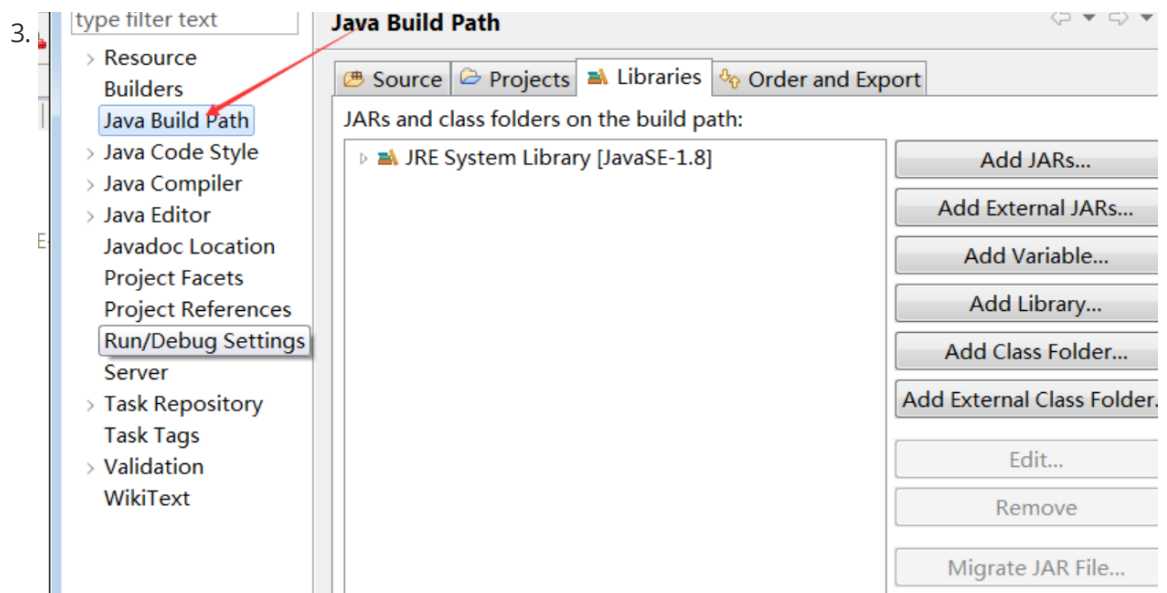 3.
type filter text
Java Build Path
Resource
Builders
Java Build Path
Java Code Style
Java Compiler
Java Editor
Javadoc Location
Project Facets
Project References
Run/Debug Settings
Server
Task Repository
Task Tags
Validation
WikiText
Source Projects Libraries Order and Export
JARs and class folders on the build path:
JRE System Library [JavaSE-1.8]
Add JARs...
Add External JARs...
Add Variable...
Add Library...
Add Class Folder...
Add External Class Folder.
Edit...
Remove
Migrate JAR File...